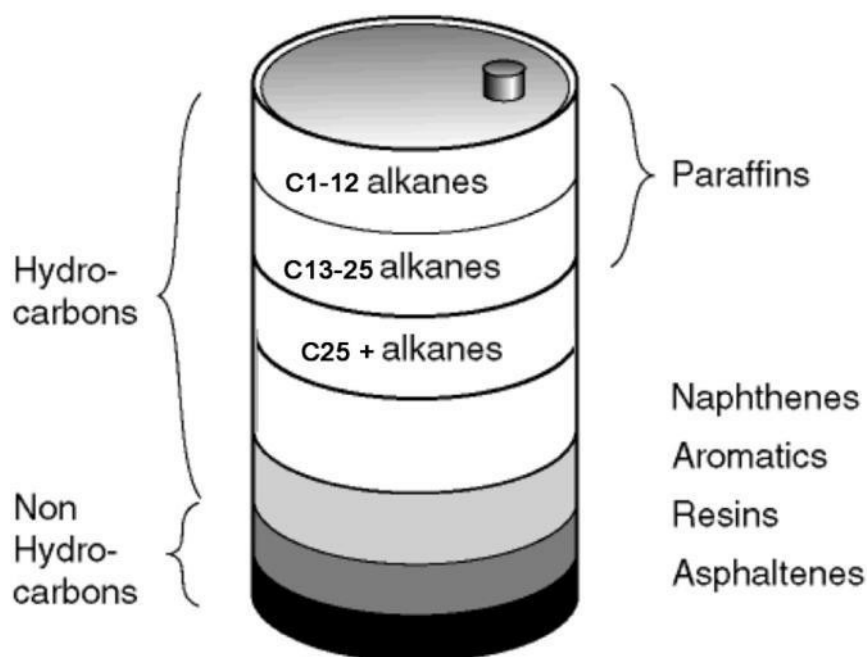 C1-12 alkanes
Paraffins
C13-25 alkanes
Hydro-
carbons
C25 + alkanes
Naphthenes
Aromatics
Non
Hydro-
carbons
Resins
Asphaltenes